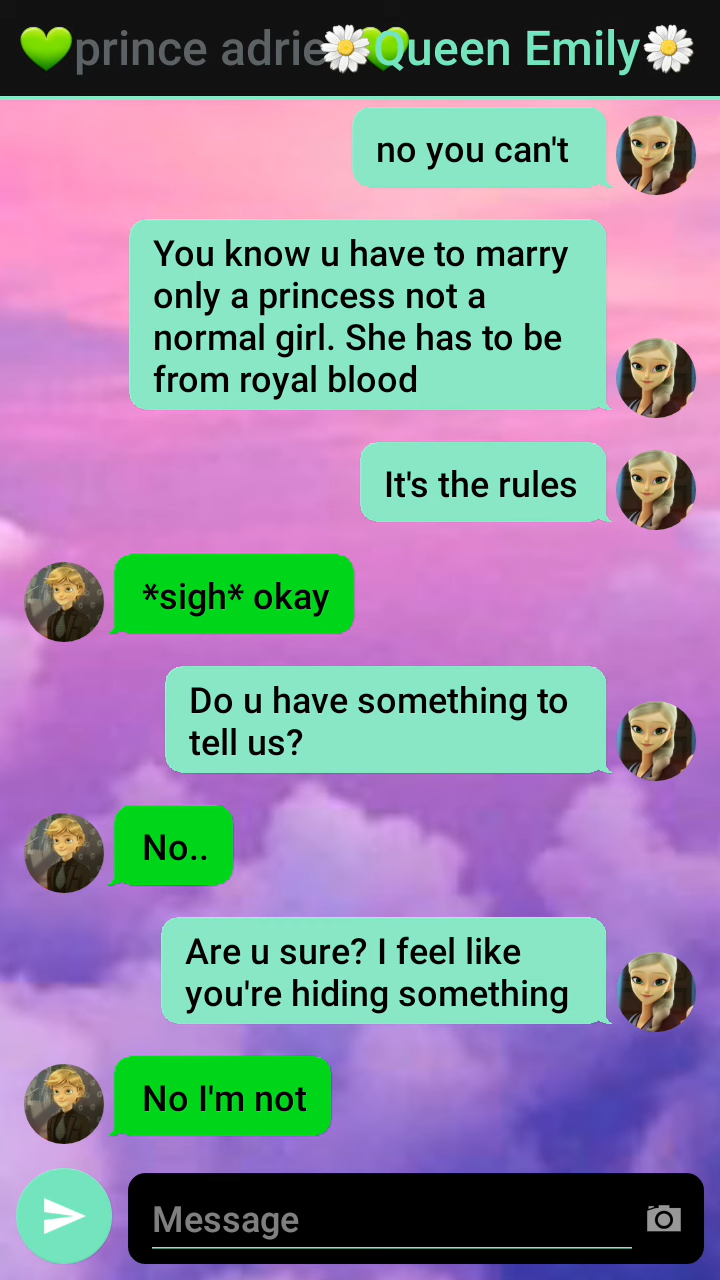 💚prince adrie
🌼Queen Emily🌼
no you can't
You know u have to marry
only a princess not a
normal girl. She has to be
from royal blood
It's the rules
*sigh* okay
Do u have something to
tell us?
No..
Are u sure? I feel like
you're hiding something
No I'm not
Message